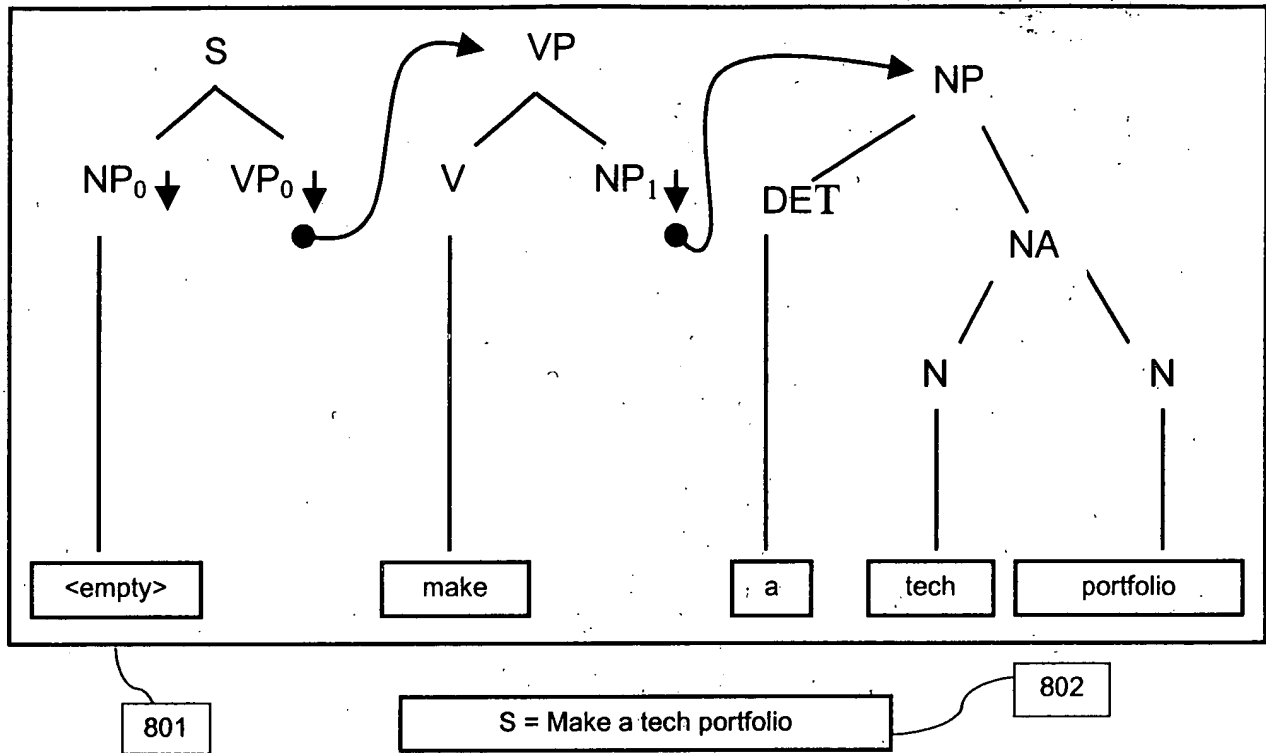 S VP NP
NP₀ VP₀ V NP₁ DET
NA
N N
<empty> make a tech portfolio
801 S = Make a tech portfolio 802